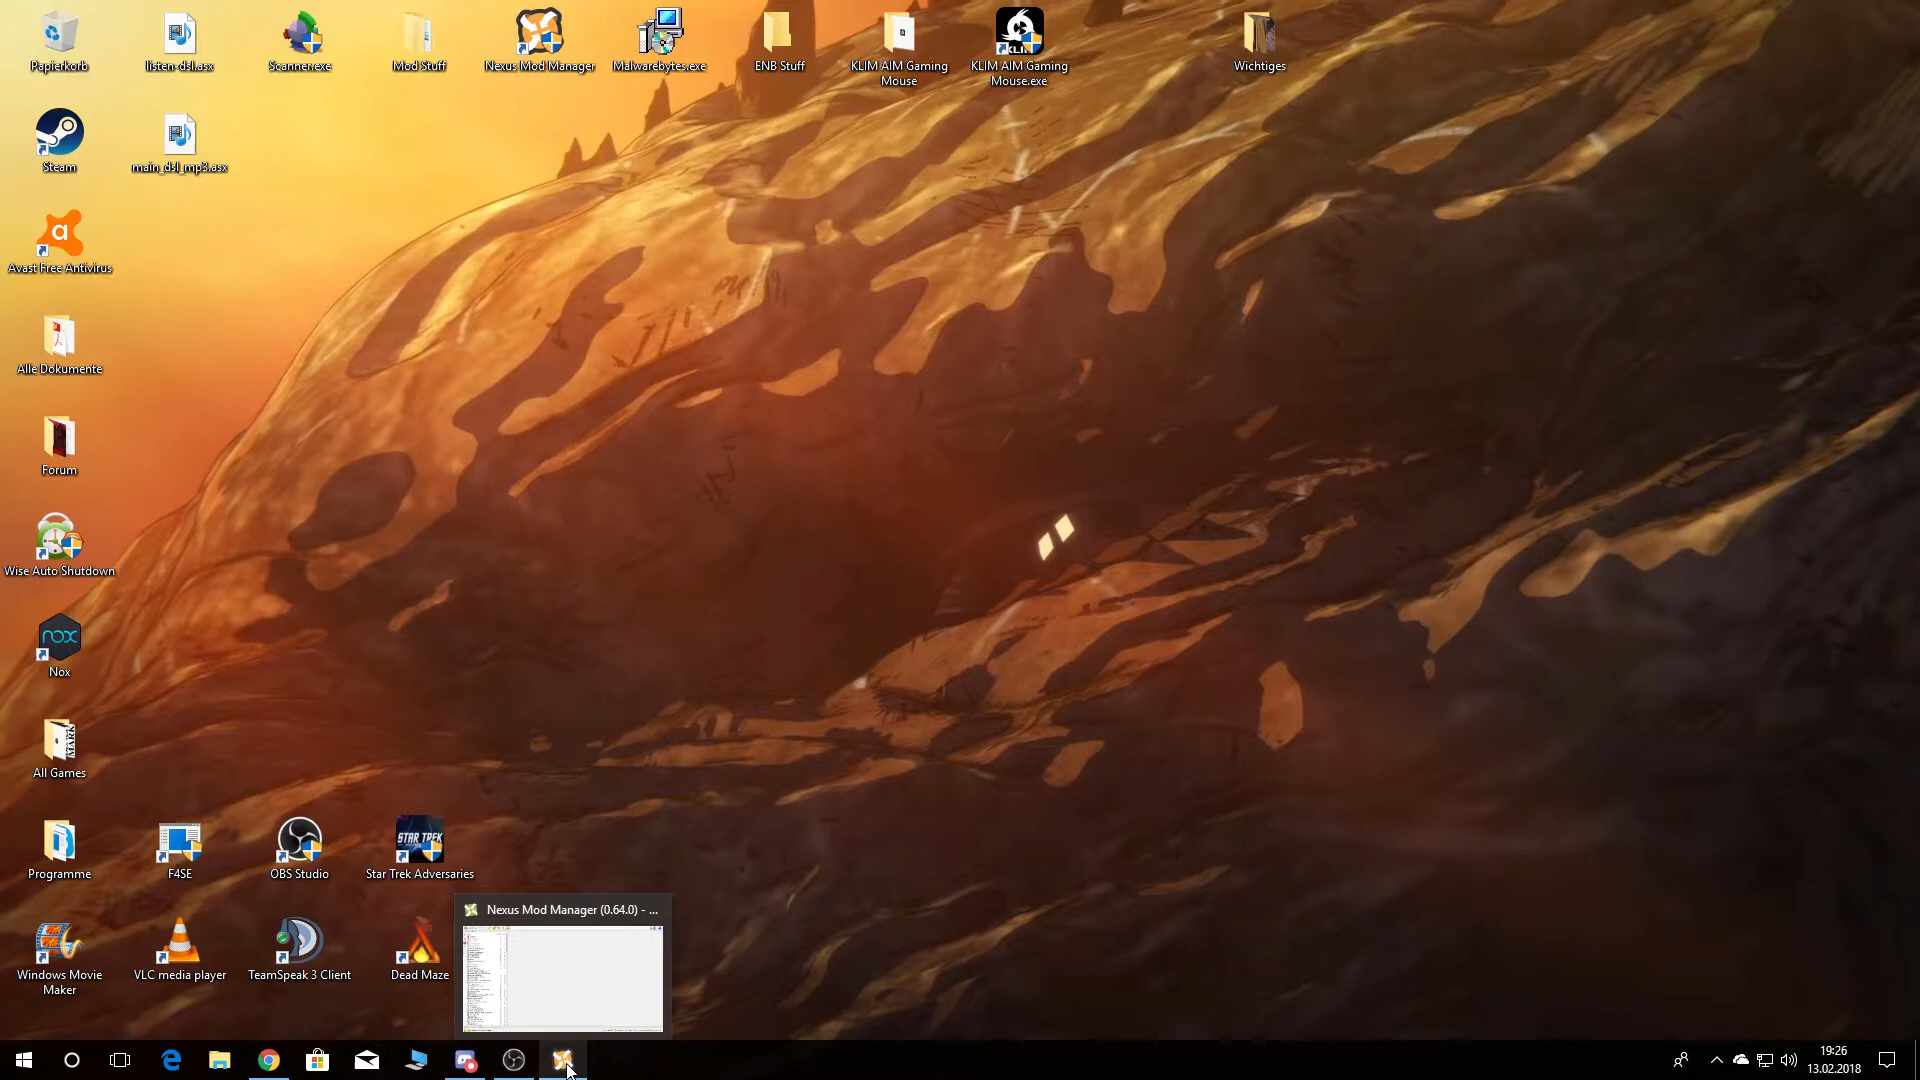 Papierkorb
listen-dsl.asx
Scanner.exe
Mod Stuff
Nexus Mod Manager
Malwarebytes.exe
ENB Stuff
KLIM AIM Gaming
Mouse
KLIM AIM Gaming
Mouse.exe
Wichtiges
Steam
main_dsl_mp3.asx
Avast Free Antivirus
Alle Dokumente
Forum
Wise Auto Shutdown
nox
Nox
All Games
STAR TREK
Programme
F4SE
OBS Studio
Star Trek Adversaries
Nexus Mod Manager (0.64.0) - ...
Windows Movie
Maker
VLC media player
TeamSpeak 3 Client
Dead Maze
19:26
13.02.2018